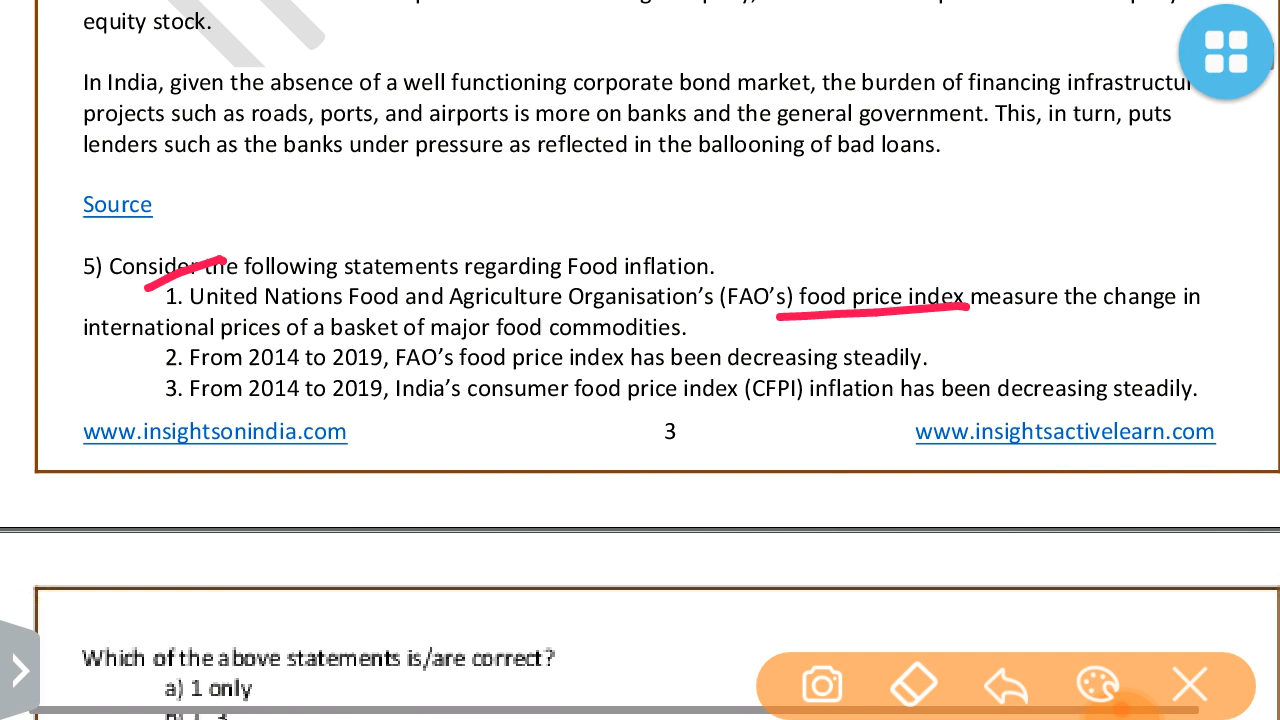 equity stock.
In India, given the absence of a well functioning corporate bond market, the burden of financing
projects such as roads, ports, and airports is more on banks and the general government. This, in turn, puts
lenders such as the banks under pressure as reflected in the ballooning of bad loans.
Source
5) Consider the following statements regarding Food inflation.
1. United Nations Food and Agriculture Organisation's (FAO's) food price index measure the change in
international prices of a basket of major food commodities.
2. From 2014 to 2019, FAO's food price index has been decreasing steadily.
3. From 2014 to 2019, India's consumer food price index (CFPI) inflation has been decreasing steadily.
www.insightsonindia.com 3 www.insightsactivelearn.com
Which of the above statements is/are correct?
a) 1 only